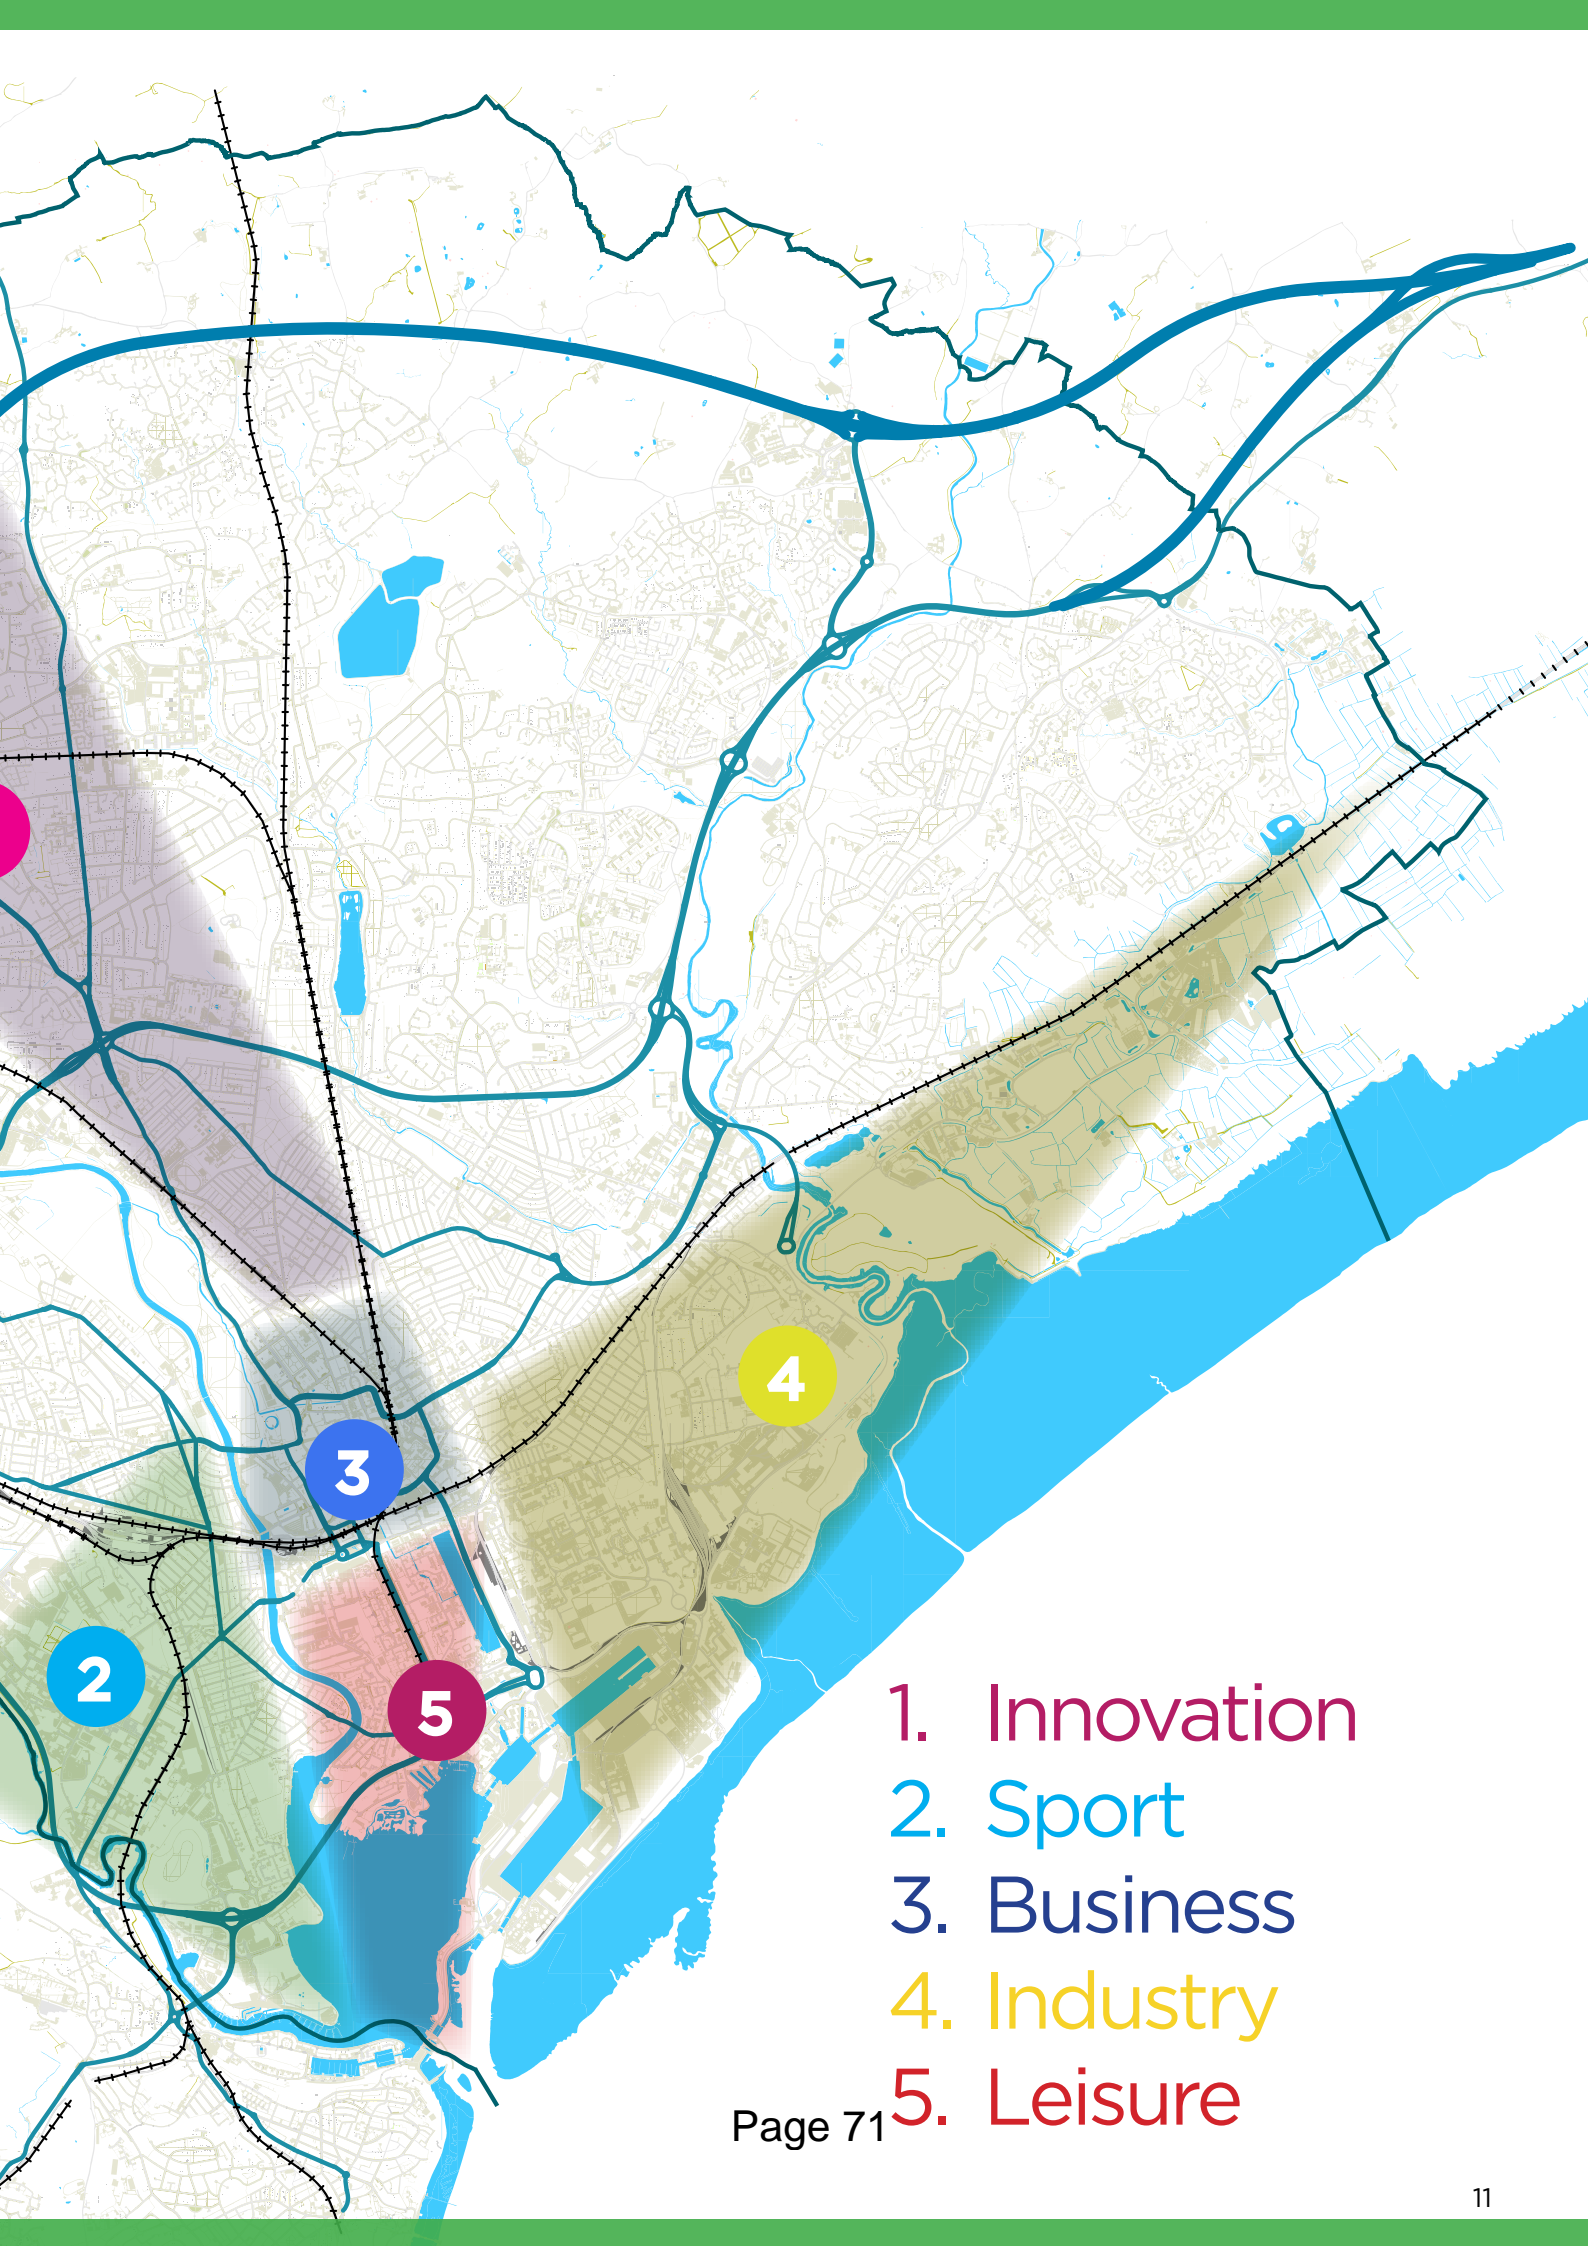 4
3
2
5
1. Innovation
2. Sport
3. Business
4. Industry
5. Leisure
Page 71
11